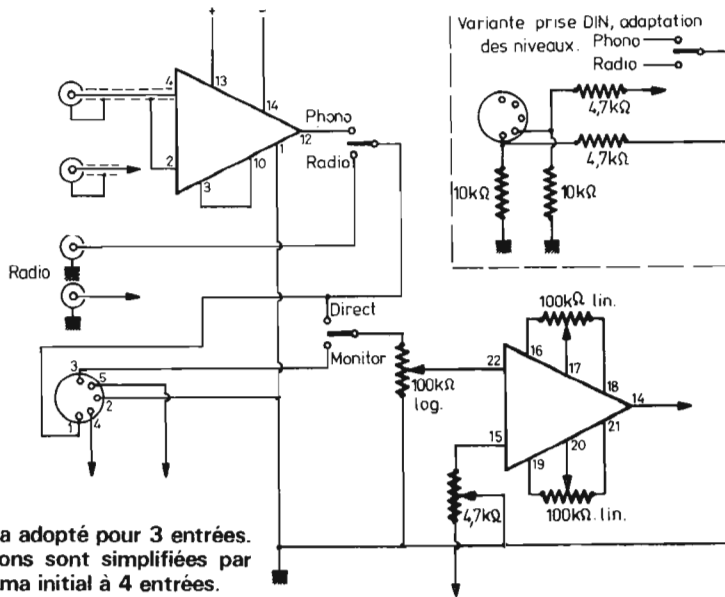 +
-
4
13
14
Phono
12
1
Radio
2
10
3
Radio
Direct
Monitor
3
5
2
1
4
100kΩ
log.
22
15
4,7kΩ
16
17
18
14
21
20
19
100kΩ lin.
100kΩ lin.
Variante prise DIN, adaptation
des niveaux.
Phono
Radio
4,7kΩ
4,7kΩ
10kΩ
10kΩ
a adopté pour 3 entrées.
ons sont simplifiées par
ma initial à 4 entrées.